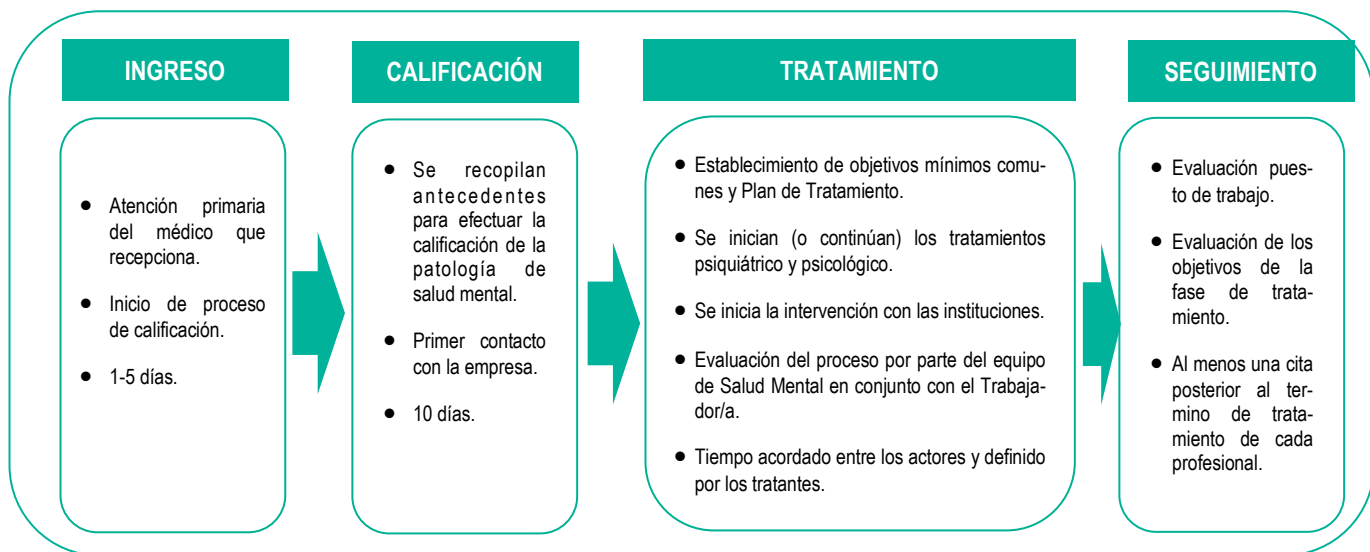 INGRESO
Atención primaria
del médico que
recepciona.
Inicio de proceso
de calificación.
1-5 días.
CALIFICACIÓN
Se recopilan
antecedentes
para efectuar la
calificación de la
patología de
salud mental.
Primer contacto
con la empresa.
10 días.
TRATAMIENTO
Establecimiento de objetivos mínimos comu-
nes y Plan de Tratamiento.
Se inician (o continúan) los tratamientos
psiquiátrico y psicológico.
Se inicia la intervención con las instituciones.
Evaluación del proceso por parte del equipo
de Salud Mental en conjunto con el Trabaja-
dor/a.
Tiempo acordado entre los actores y definido
por los tratantes.
SEGUIMIENTO
Evaluación pues-
to de trabajo.
Evaluación de los
objetivos de la
fase de trata-
miento.
Al menos una cita
posterior al ter-
mino de trata-
miento de cada
profesional.